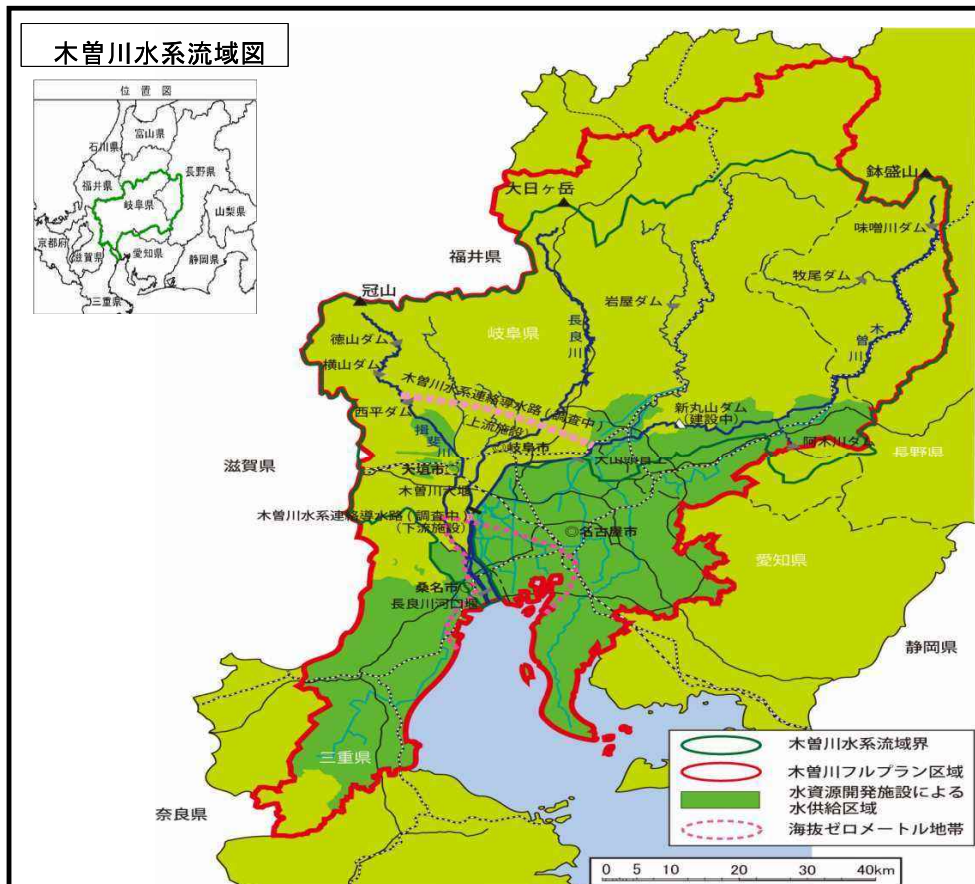 木曽川水系流域図
位置図
富山県
石川県
福井県
長野県
岐阜県
山梨県
京都府
滋賀県
愛知県
静岡県
三重県
大日ヶ岳
鉢盛山
味噌川ダム
福井県
牧尾ダム
冠山
岩屋ダム
長良川
岐阜県
木曽川
徳山ダム
横山ダム
木曽川水系連絡導水路(調査中)
(上流施設)
西平ダム
新丸山ダム
(建設中)
揖斐川
◎岐阜市
犬山頭首工
阿木川ダム
長野県
滋賀県
大垣市○
木曽川大堰
木曽川水系連絡導水路(調査中)
(下流施設)
◎名古屋市
愛知県
桑名市○
長良川河口堰
静岡県
三重県
奈良県
木曽川水系流域界
木曽川フルプラン区域
水資源開発施設による
水供給区域
海抜ゼロメートル地帯
0 5 10 20 30 40km